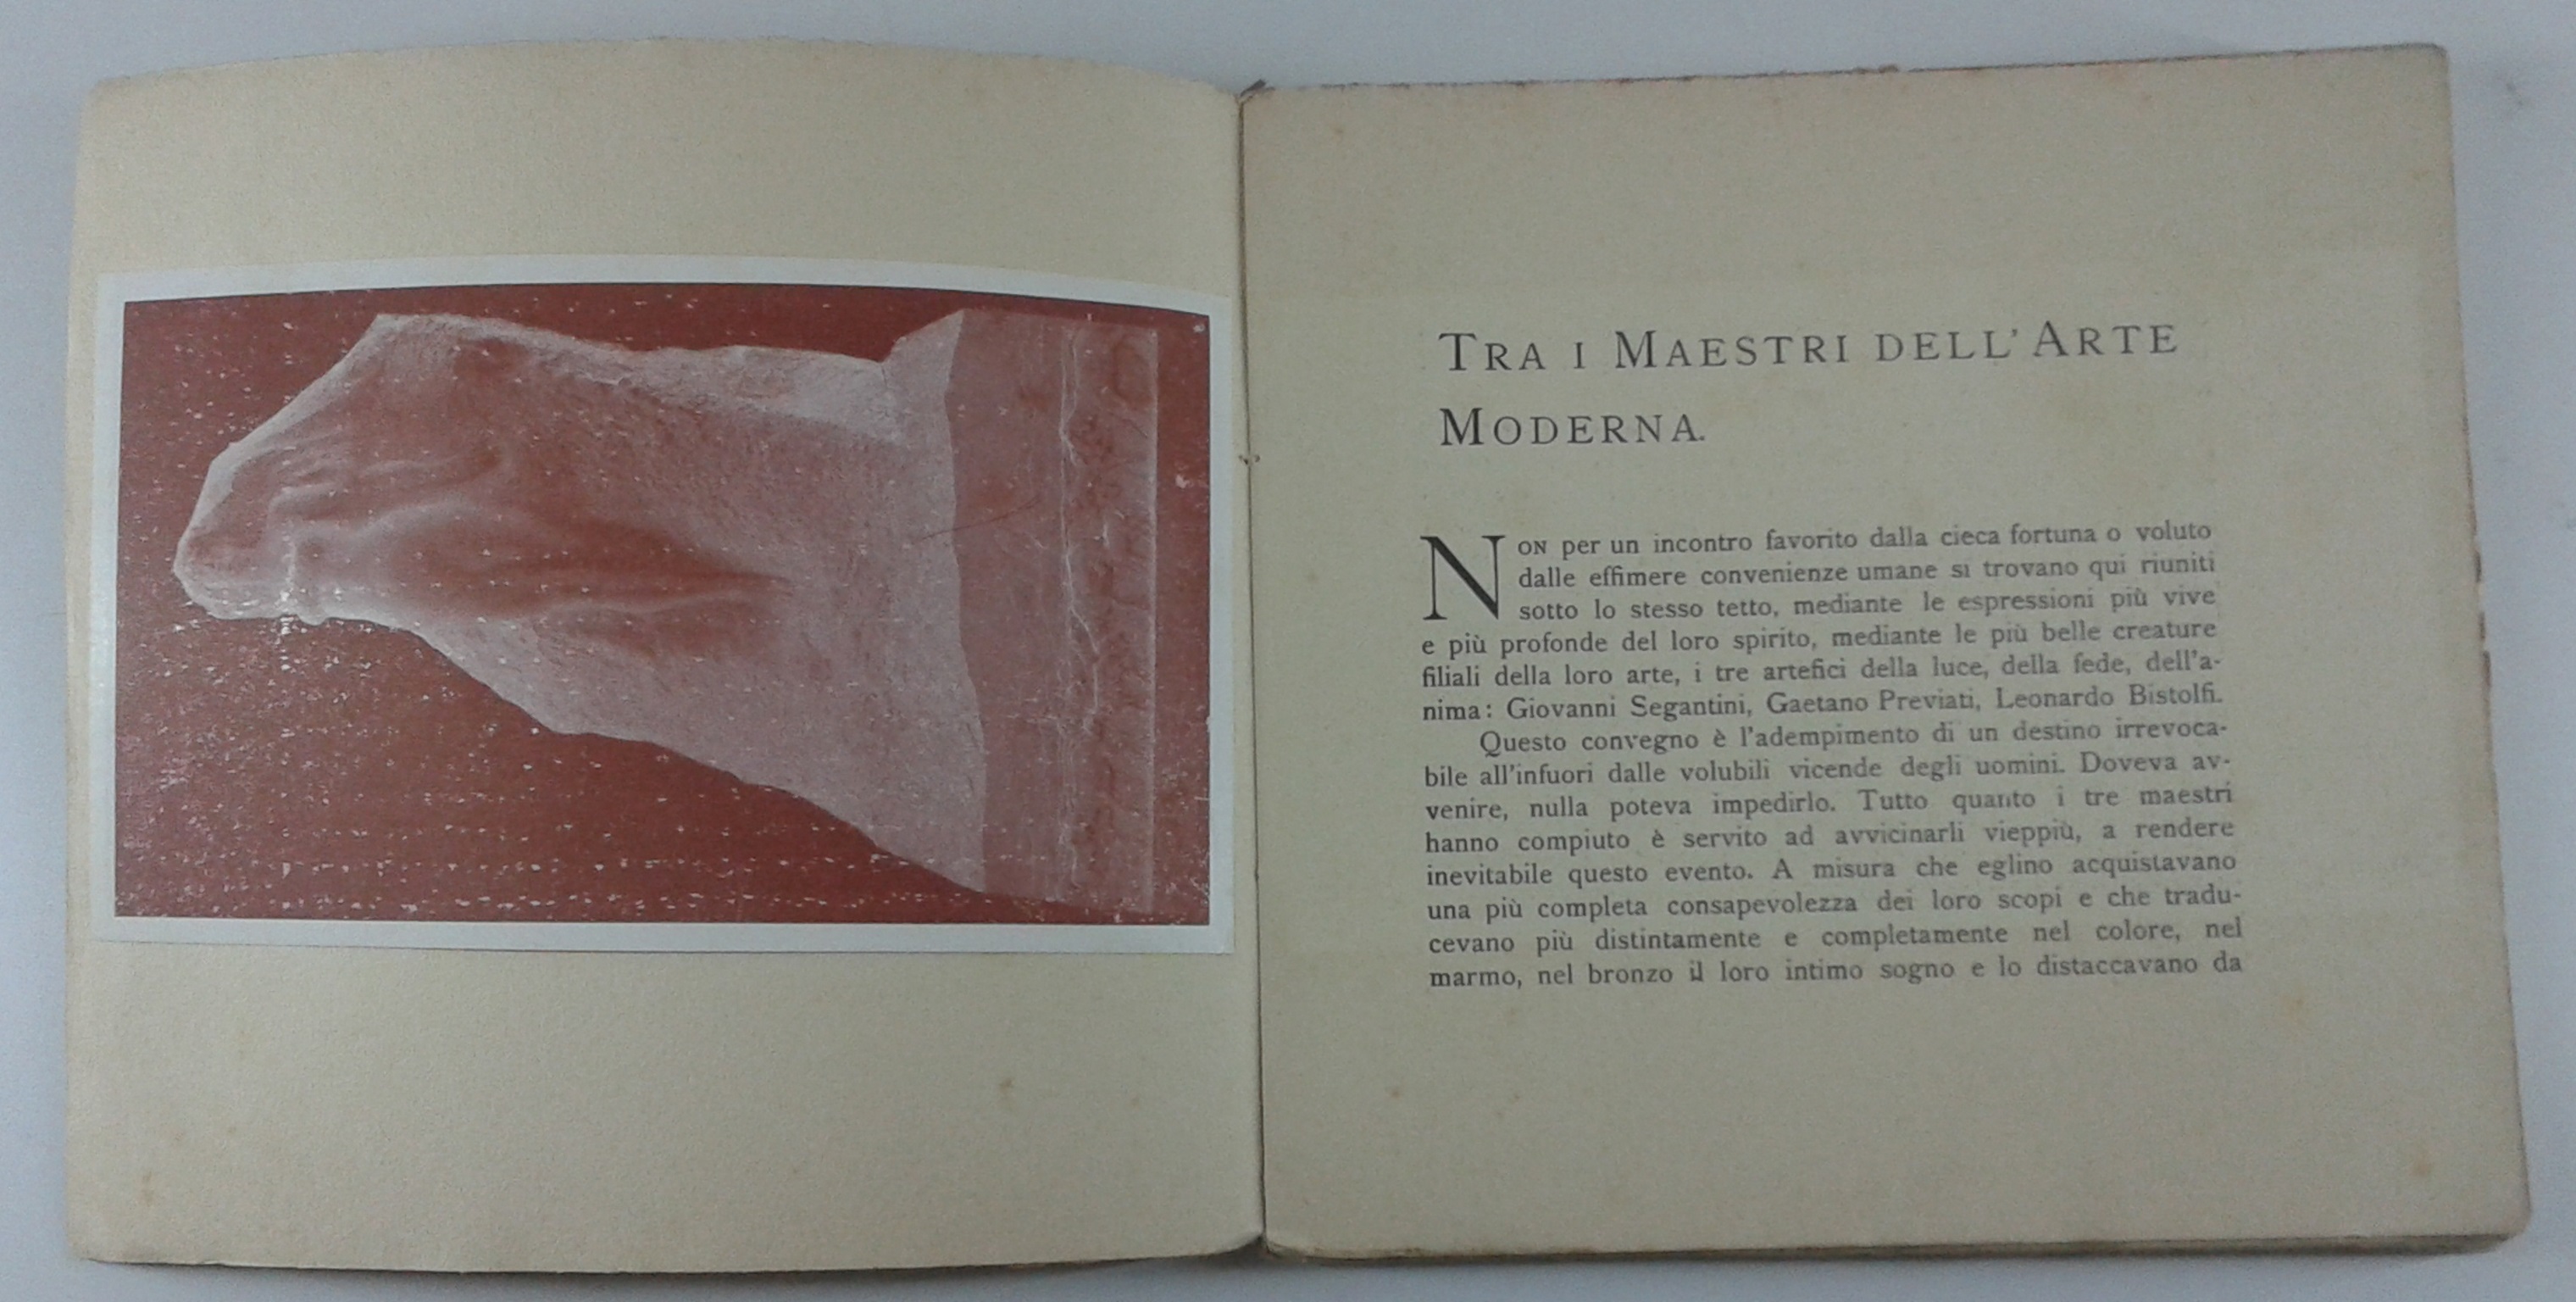 TRA I MAESTRI DELL'ARTE
MODERNA.
NON per un incontro favorito dalla cieca fortuna o voluto
dalle effimere convenienze umane si trovano qui riuniti
sotto lo stesso tetto, mediante le espressioni più vive
e più profonde del loro spirito, mediante le più belle creature
filiali della loro arte, i tre artefici della luce, della fede, dell'a-
nima: Giovanni Segantini, Gaetano Previati, Leonardo Bistolfi.
Questo convegno è l'adempimento di un destino irrevoca-
bile all'infuori dalle volubili vicende degli uomini. Doveva av-
venire, nulla poteva impedirlo. Tutto quanto i tre maestri
hanno compiuto è servito ad avvicinarli vieppiù, a rendere
inevitabile questo evento. A misura che eglino acquistavano
una più completa consapevolezza dei loro scopi e che tradu-
cevano più distintamente e completamente nel colore, nel
marmo, nel bronzo il loro intimo sogno e lo distaccavano da